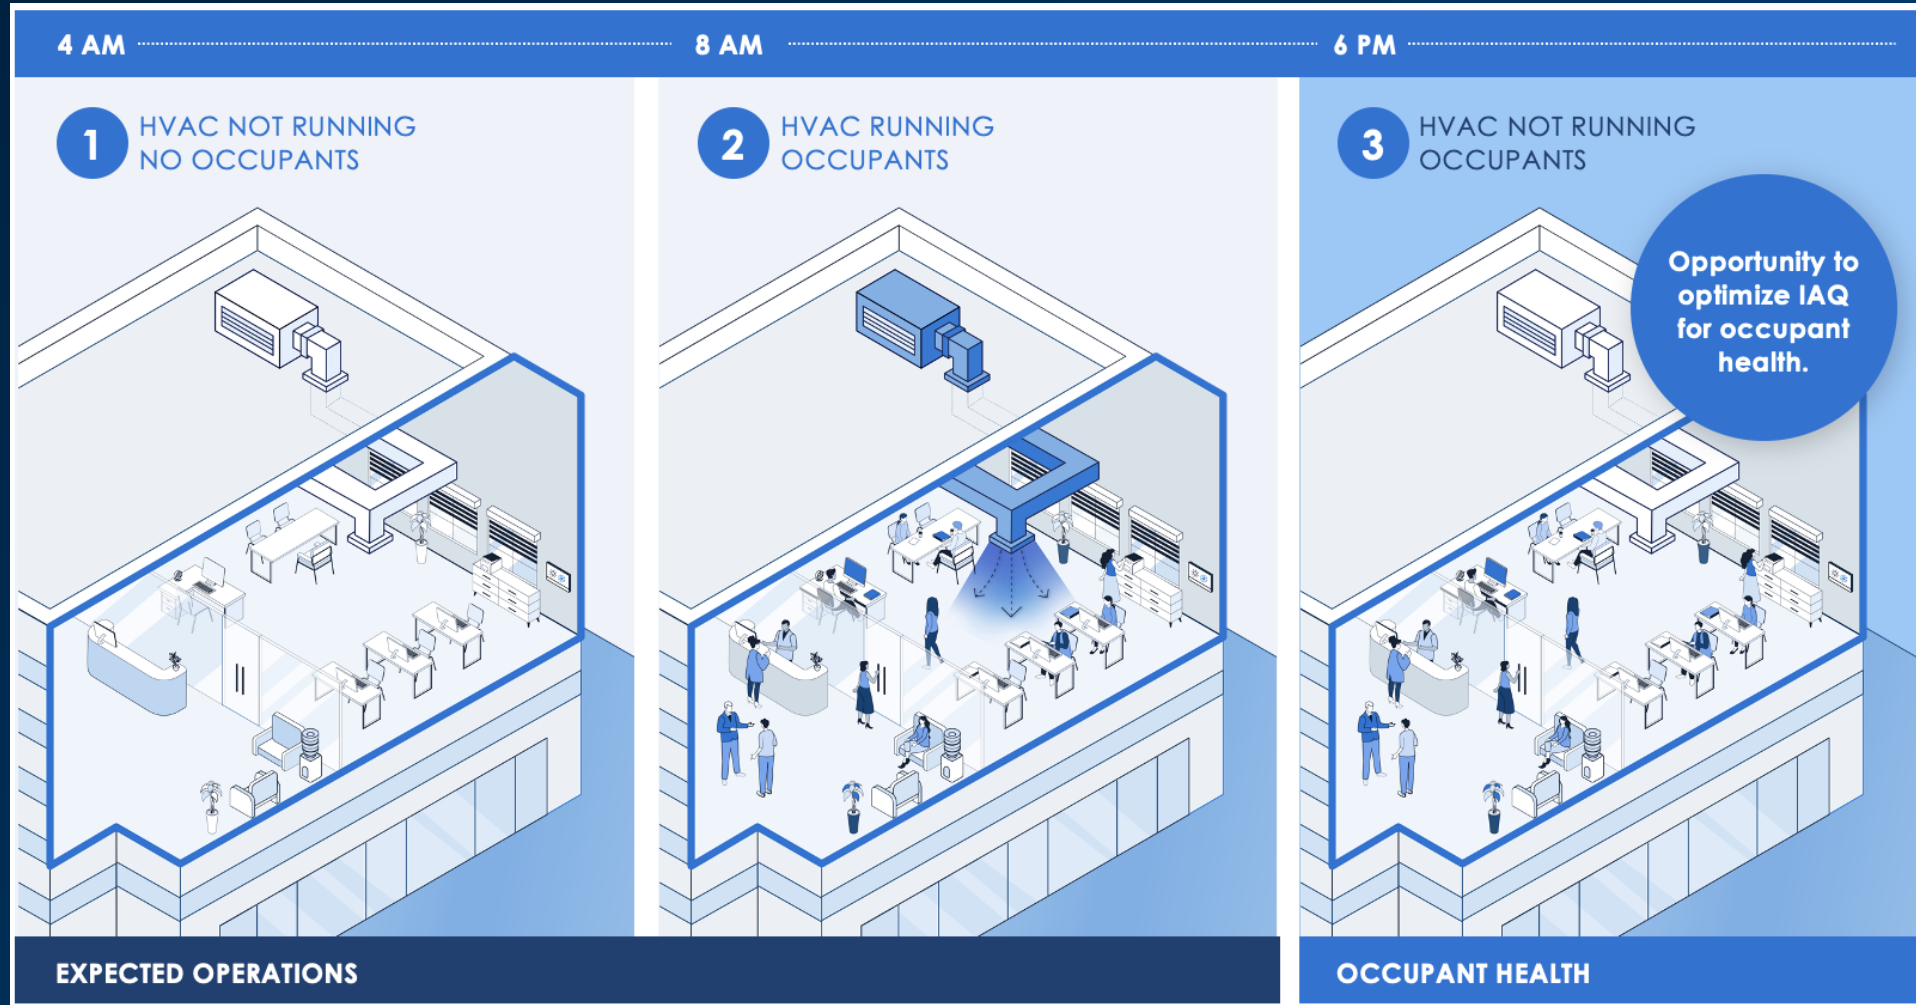 4 AM
8 AM
6 PM
1
HVAC NOT RUNNING
NO OCCUPANTS
2
HVAC RUNNING
OCCUPANTS
3
HVAC NOT RUNNING
OCCUPANTS
Opportunity to
optimize IAQ
for occupant
health.
EXPECTED OPERATIONS
OCCUPANT HEALTH